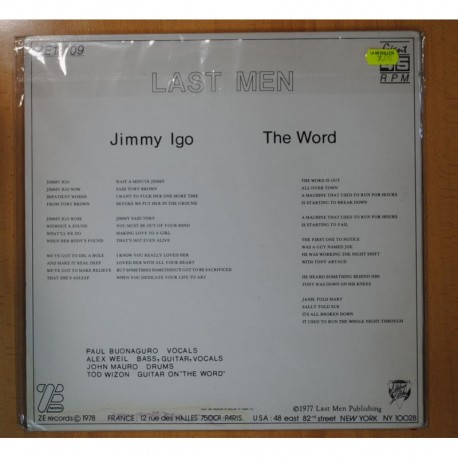 RPM
LAST MEN
Jimmy Igo
The Word
JIMMY IGO
JIMMY IGO NOW
IMPATIENT WORDS
FROM TOBY BROWN
JIMMY IGO ROSE
WITHOUT A SOUND
WHAT'LL WE DO
WHEN HER BODY'S FOUND
WE'VE GOT TO DIG A HOLE
AND MAKE IT REAL DEEP
WE'VE GOT TO MAKE BELIEVE
THAT SHE'S ASLEEP
WAIT A MINUTE JIMMY
SAID TOBY BROWN
I WANT TO FUCK HER ONE MORE TIME
BEFORE WE PUT HER IN THE GROUND
JIMMY SAID TOBY
YOU MUST BE OUT OF YOUR MIND
MAKING LOVE TO A GIRL
THAT'S NOT EVEN ALIVE
I KNOW YOU REALLY LOVED HER
LOVED HER WITH ALL YOUR HEART
BUT SOMETIMES SOMETHING'S GOT TO BE SACRIFICED
WHEN YOU DEDICATE YOUR LIFE TO ART
THE WORD IS OUT
ALL OVER TOWN
A MACHINE THAT USED TO RUN FOR HOURS
IS STARTING TO BREAK DOWN
A MACHINE THAT USED TO RUN FOR HOURS
IS STARTING TO FAIL
THE FIRST ONE TO NOTICE
WAS A GUY NAMED JOE
HE WAS WORKING THE NIGHT SHIFT
WITH TONY ARTAUD
HE HEARD SOMETHING BEHIND HER
TONY WAS DOWN ON HIS KNEES
JANIE TOLD MARY
SALLY TOLD SUE
IT'S ALL BROKEN DOWN
IT USED TO RUN THE WHOLE NIGHT THROUGH
PAUL BUONAGURO VOCALS
ALEX WEIL BASS, GUITAR, VOCALS
JOHN MAURO DRUMS
TOD WIZON GUITAR ON "THE WORD"
©1977 Last Men Publishing
ZE records © 1978
FRANCE: 12 rue des HALLES 75001-PARIS.
USA: 48 east 82nd street NEW YORK NY 10028